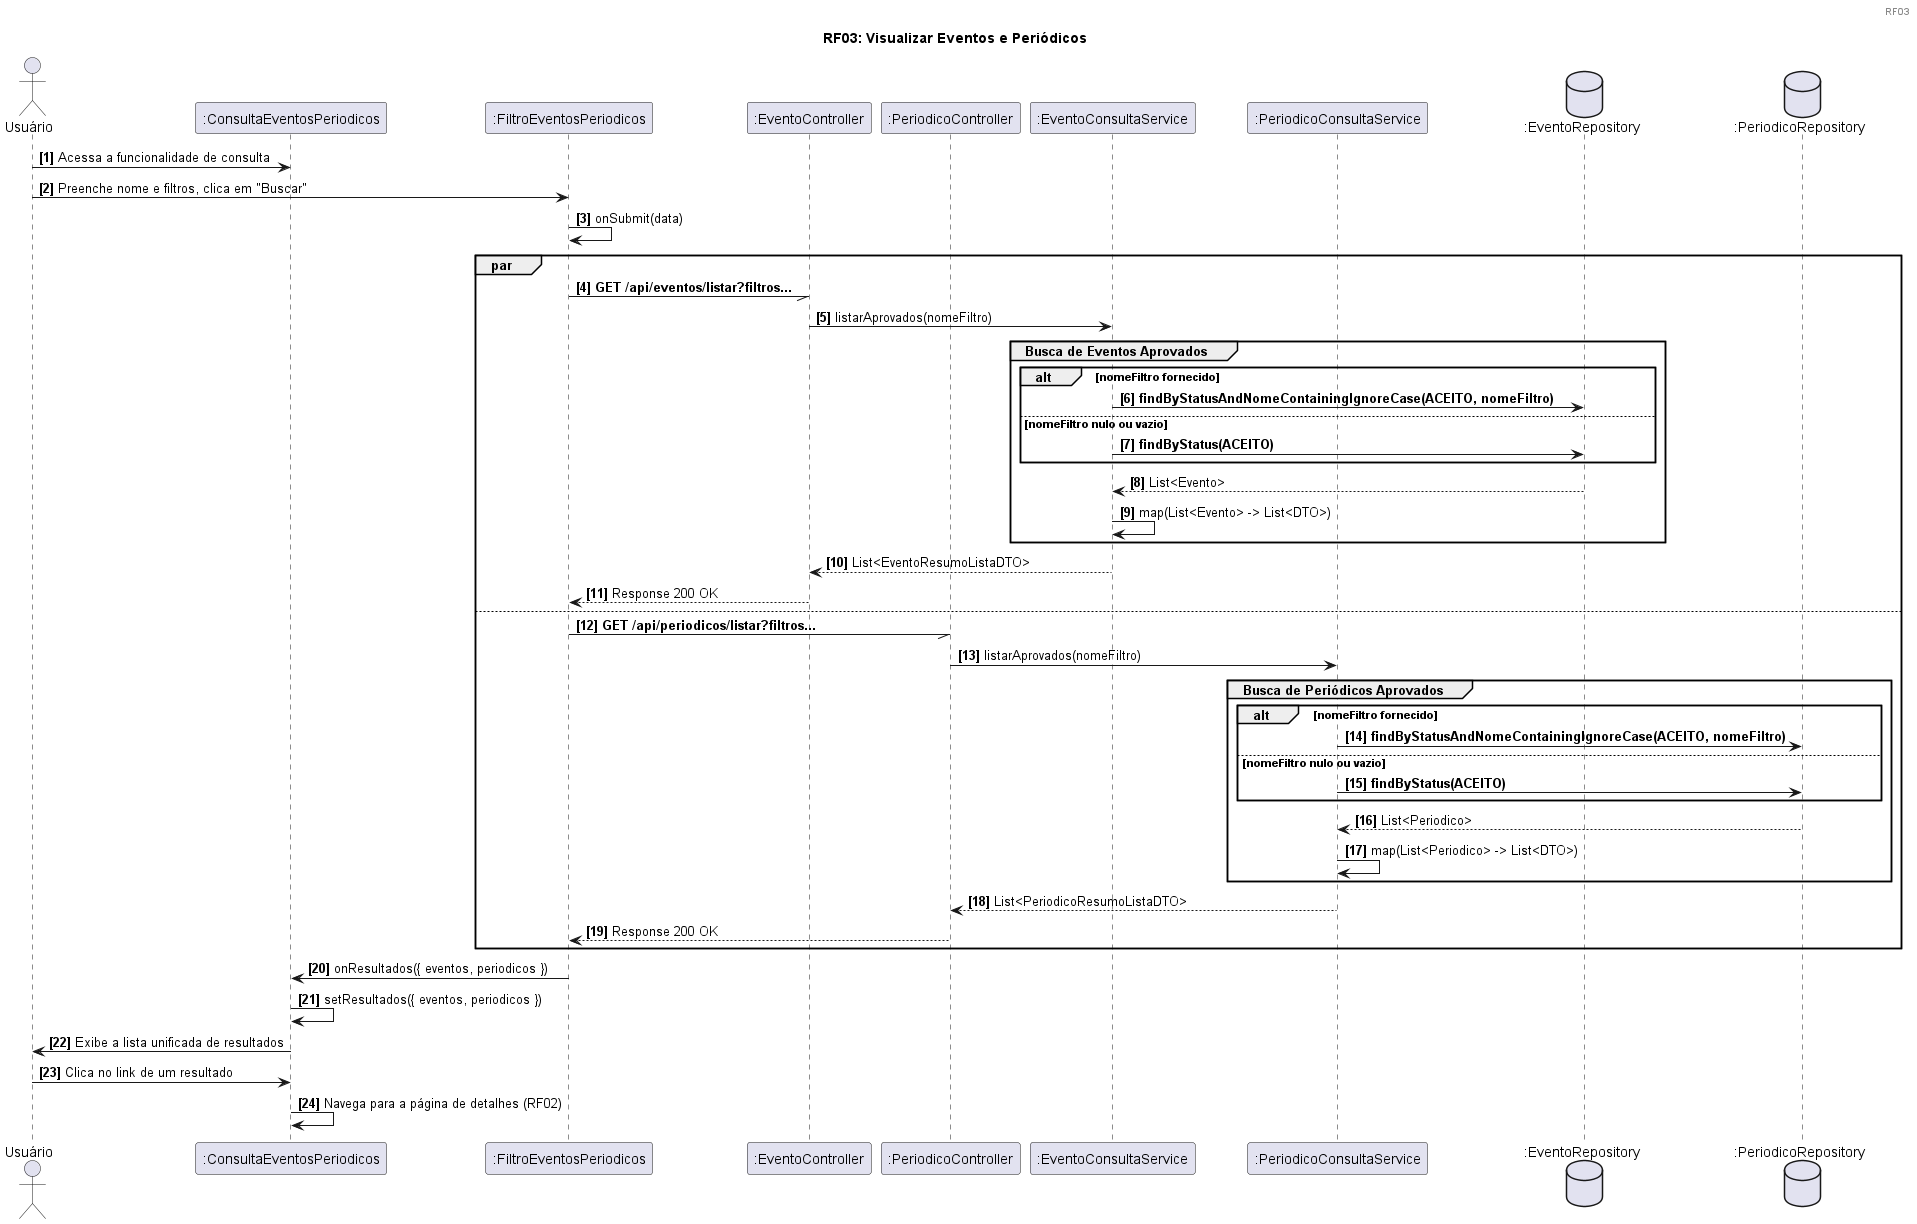 RF03
RF03: Visualizar Eventos e Periódicos
Usuário
:ConsultaEventosPeriodicos
:FiltroEventosPeriodicos
:EventoController
:PeriodicoController
:EventoConsultaService
:PeriodicoConsultaService
:EventoRepository
:PeriodicoRepository
[1] Acessa a funcionalidade de consulta
[2] Preenche nome e filtros, clica em "Buscar"
[3] onSubmit(data)
par
[4] GET /api/eventos/listar?filtros...
[5] listarAprovados(nomeFiltro)
Busca de Eventos Aprovados
alt [nomeFiltro fornecido]
[6] findByStatusAndNomeContainingIgnoreCase(ACEITO, nomeFiltro)
[nomeFiltro nulo ou vazio]
[7] findByStatus(ACEITO)
[8] List<Evento>
[9] map(List<Evento> -> List<DTO>)
[10] List<EventoResumoListaDTO>
[11] Response 200 OK
[12] GET /api/periodicos/listar?filtros...
[13] listarAprovados(nomeFiltro)
Busca de Periódicos Aprovados
alt [nomeFiltro fornecido]
[14] findByStatusAndNomeContainingIgnoreCase(ACEITO, nomeFiltro)
[nomeFiltro nulo ou vazio]
[15] findByStatus(ACEITO)
[16] List<Periodico>
[17] map(List<Periodico> -> List<DTO>)
[18] List<PeriodicoResumoListaDTO>
[19] Response 200 OK
[20] onResultados({ eventos, periodicos })
[21] setResultados({ eventos, periodicos })
[22] Exibe a lista unificada de resultados
[23] Clica no link de um resultado
[24] Navega para a página de detalhes (RF02)
Usuário
:ConsultaEventosPeriodicos
:FiltroEventosPeriodicos
:EventoController
:PeriodicoController
:EventoConsultaService
:PeriodicoConsultaService
:EventoRepository
:PeriodicoRepository